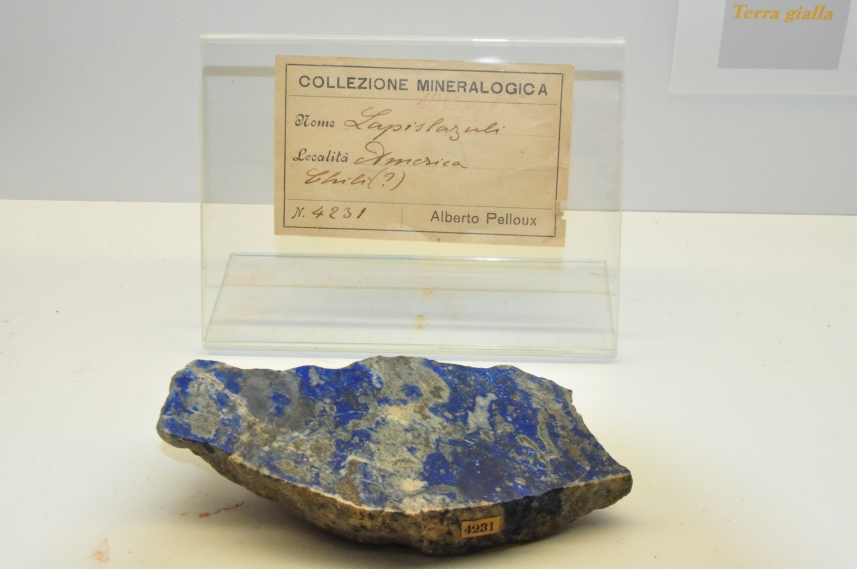 Terra gialla
COLLEZIONE MINERALOGICA
Nome Lapislazuli
Località America
Chili (?)
N. 4231 Alberto Pelloux
4231